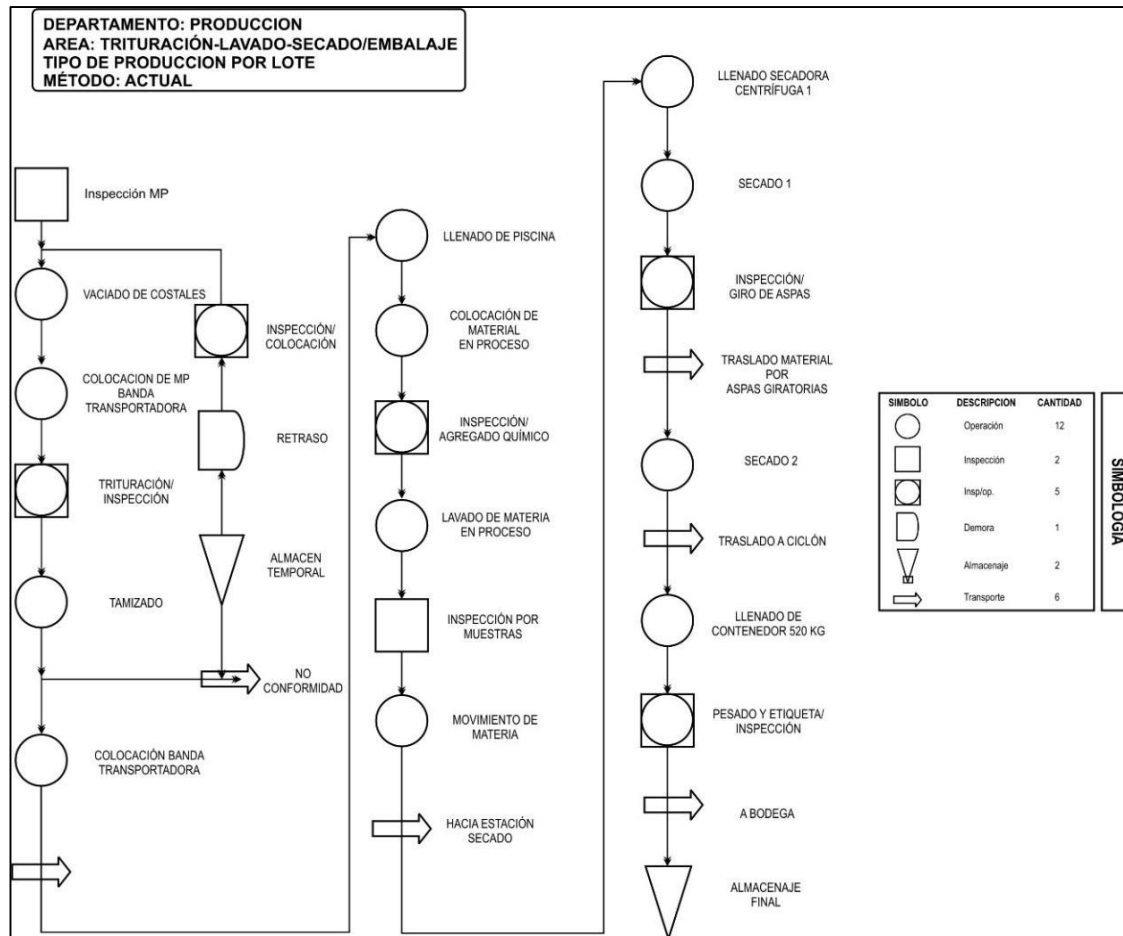 DEPARTAMENTO: PRODUCCION
AREA: TRITURACIÓN-LAVADO-SECADO/EMBALAJE
TIPO DE PRODUCCION POR LOTE
MÉTODO: ACTUAL
Inspección MP
VACIADO DE COSTALES
COLOCACION DE MP
BANDA
TRANSPORTADORA
TRITURACIÓN/
INSPECCIÓN
TAMIZADO
COLOCACIÓN BANDA
TRANSPORTADORA
INSPECCIÓN/
COLOCACIÓN
RETRASO
ALMACEN
TEMPORAL
NO
CONFORMIDAD
LLENADO DE PISCINA
COLOCACIÓN DE
MATERIAL
EN PROCESO
INSPECCIÓN/
AGREGADO QUÍMICO
LAVADO DE MATERIA
EN PROCESO
INSPECCIÓN POR
MUESTRAS
MOVIMIENTO DE
MATERIA
HACIA ESTACIÓN
SECADO
LLENADO SECADORA
CENTRÍFUGA 1
SECADO 1
INSPECCIÓN/
GIRO DE ASPAS
TRASLADO MATERIAL
POR
ASPAS GIRATORIAS
SECADO 2
TRASLADO A CICLÓN
LLENADO DE
CONTENEDOR 520 KG
PESADO Y ETIQUETA/
INSPECCIÓN
A BODEGA
ALMACENAJE
FINAL
SIMBOLO DESCRIPCION CANTIDAD
Operación 12
Inspección 2
Insp/op. 5
Demora 1
Almacenaje 2
Transporte 6
SIMBOLOGIA